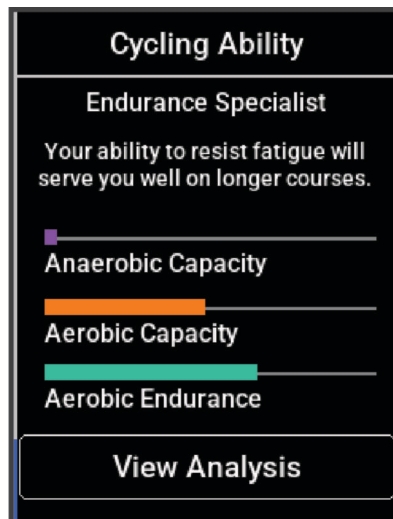 Cycling Ability
Endurance Specialist
Your ability to resist fatigue will
serve you well on longer courses.
Anaerobic Capacity
Aerobic Capacity
Aerobic Endurance
View Analysis